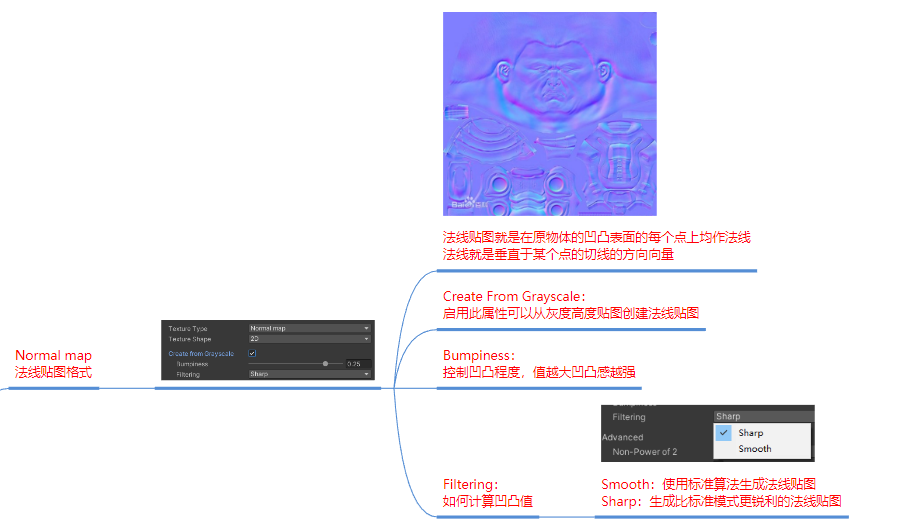 Bai百科
法线贴图就是在原物体的凹凸表面的每个点上均作法线
法线就是垂直于某个点的切线的方向向量
Create From Grayscale：
启用此属性可以从灰度高度贴图创建法线贴图
Normal map
法线贴图格式
Texture Type Normal map
Texture Shape 2D
Create from Grayscale
Bumpiness 0.25
Filtering Sharp
Bumpiness：
控制凹凸程度，值越大凹凸感越强
Filtering：
如何计算凹凸值
Bumpiness
Filtering Sharp
Sharp
Advanced
Smooth
Non-Power of 2
Smooth：使用标准算法生成法线贴图
Sharp：生成比标准模式更锐利的法线贴图